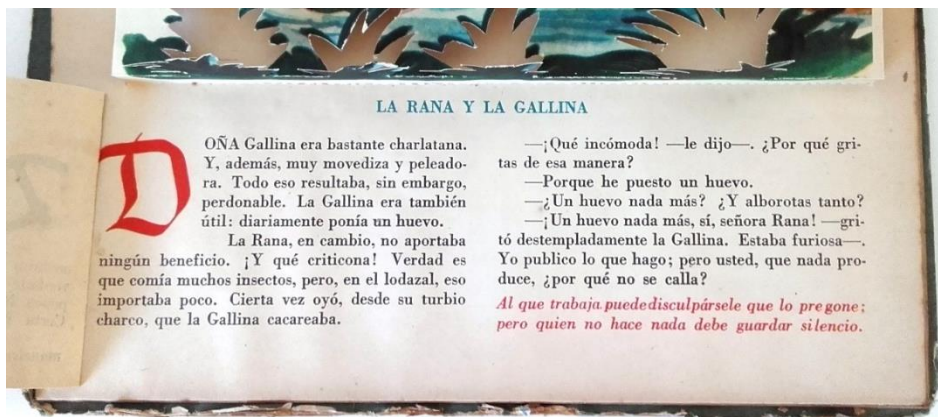 LA RANA Y LA GALLINA
DOÑA Gallina era bastante charlatana.
Y, además, muy movediza y peleado-
ra. Todo eso resultaba, sin embargo,
perdonable. La Gallina era también
útil: diariamente ponía un huevo.
La Rana, en cambio, no aportaba
ningún beneficio. ¡Y qué criticona! Verdad es
que comía muchos insectos, pero, en el lodazal, eso
importaba poco. Cierta vez oyó, desde su turbio
charco, que la Gallina cacareaba.
—¡Qué incómoda! —le dijo—. ¿Por qué gri-
tas de esa manera?
—Porque he puesto un huevo.
—¿Un huevo nada más? ¿Y alborotas tanto?
—¡Un huevo nada más, sí, señora Rana! —gri-
tó destempladamente la Gallina. Estaba furiosa—.
Yo publico lo que hago; pero usted, que nada pro-
duce, ¿por qué no se calla?
Al que trabaja puede disculpársele que lo pregone;
pero quien no hace nada debe guardar silencio.